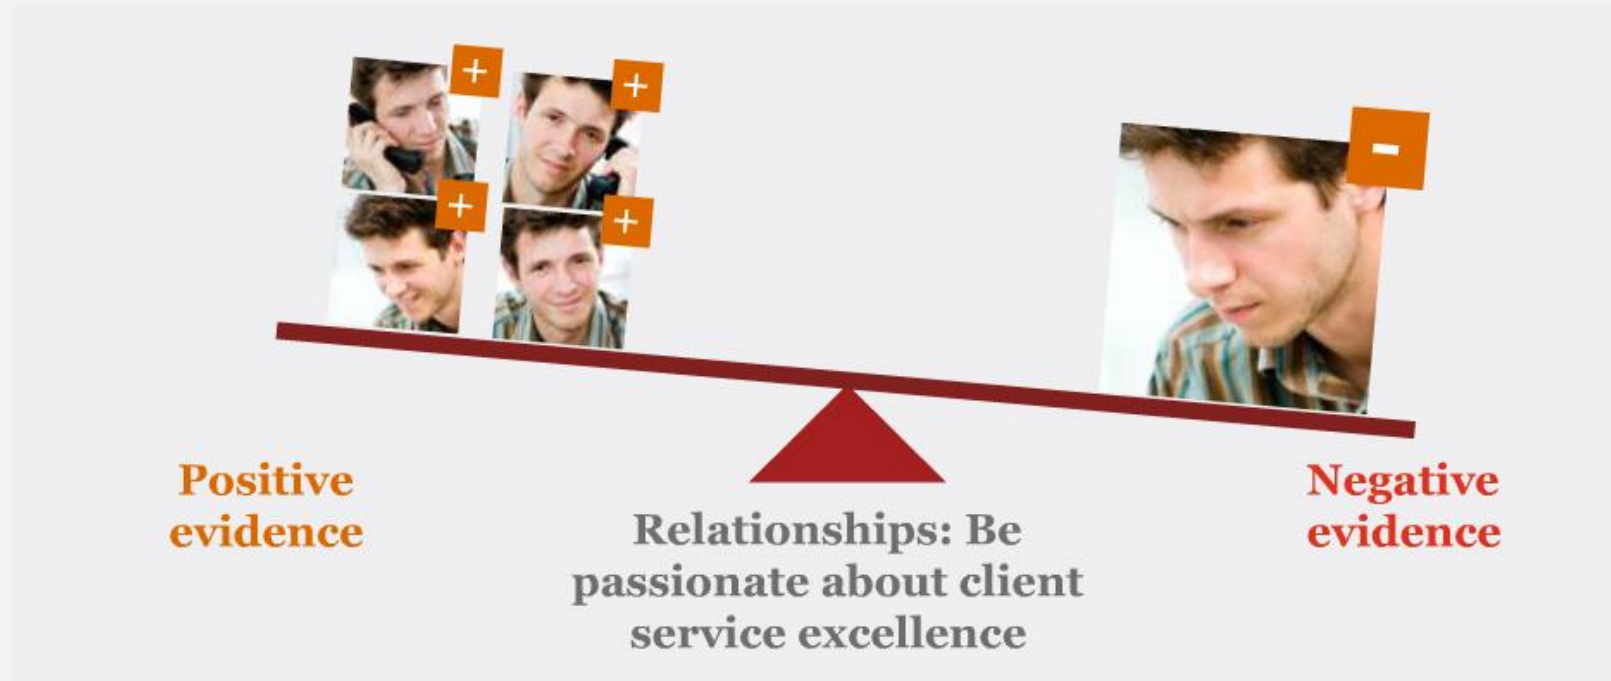 +
+
+
+
-
Positive
evidence
Relationships: Be
passionate about client
service excellence
Negative
evidence